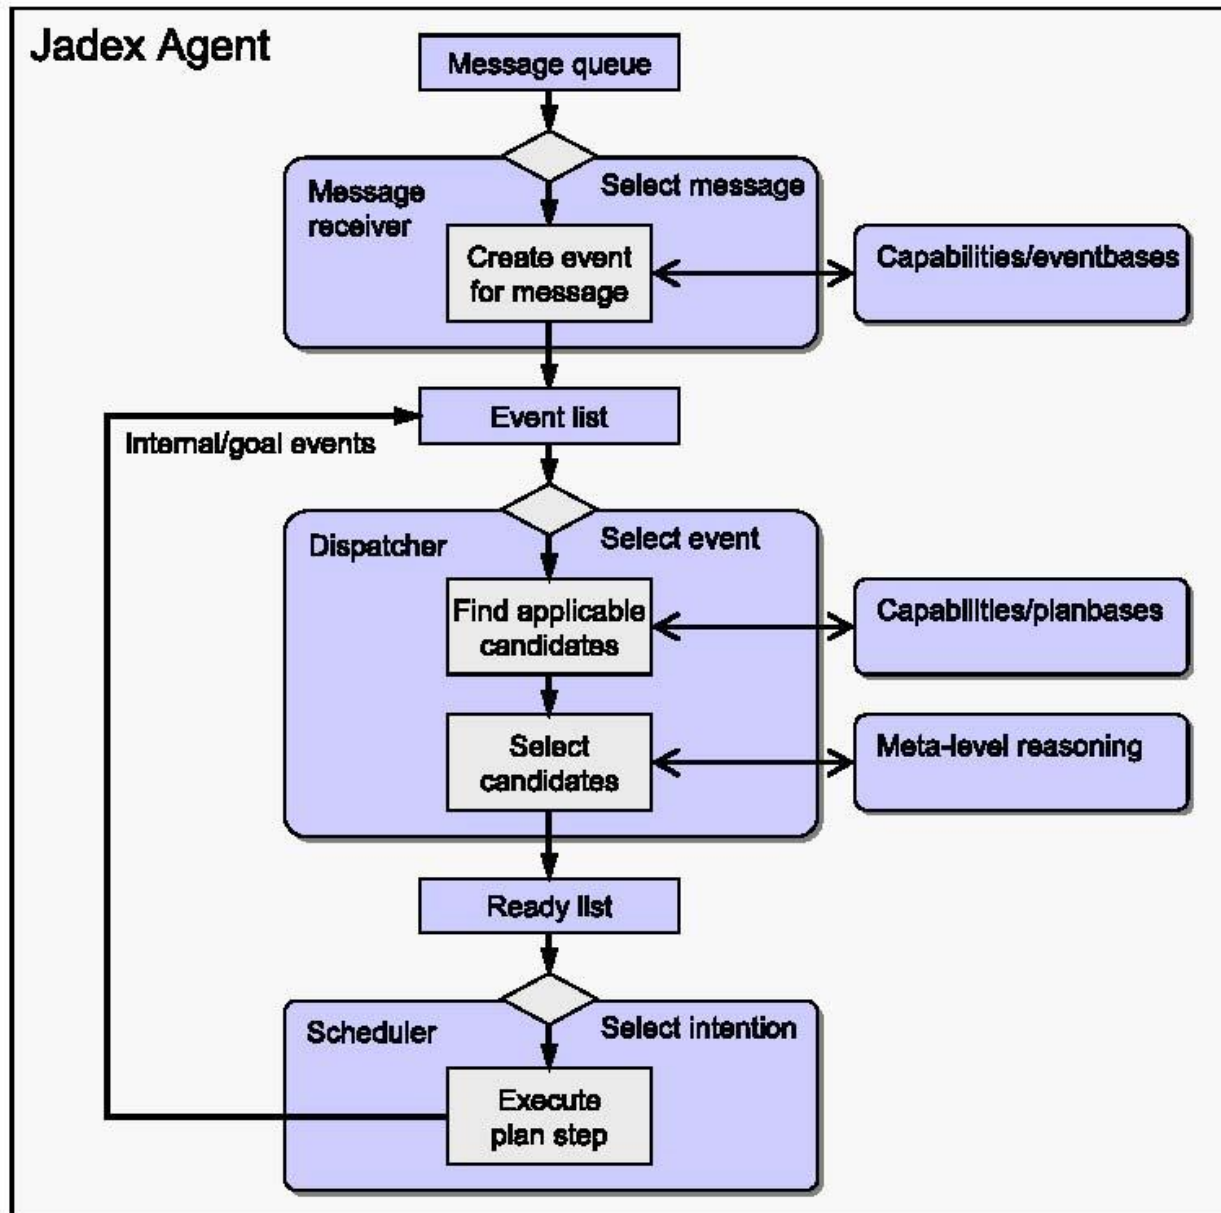 Jadex Agent
Message queue
Message
receiver
Select message
Create event
for message
Capabilities/eventbases
Event list
Internal/goal events
Dispatcher
Select event
Find applicable
candidates
Capabilities/planbases
Select
candidates
Meta-level reasoning
Ready list
Scheduler
Select intention
Execute
plan step